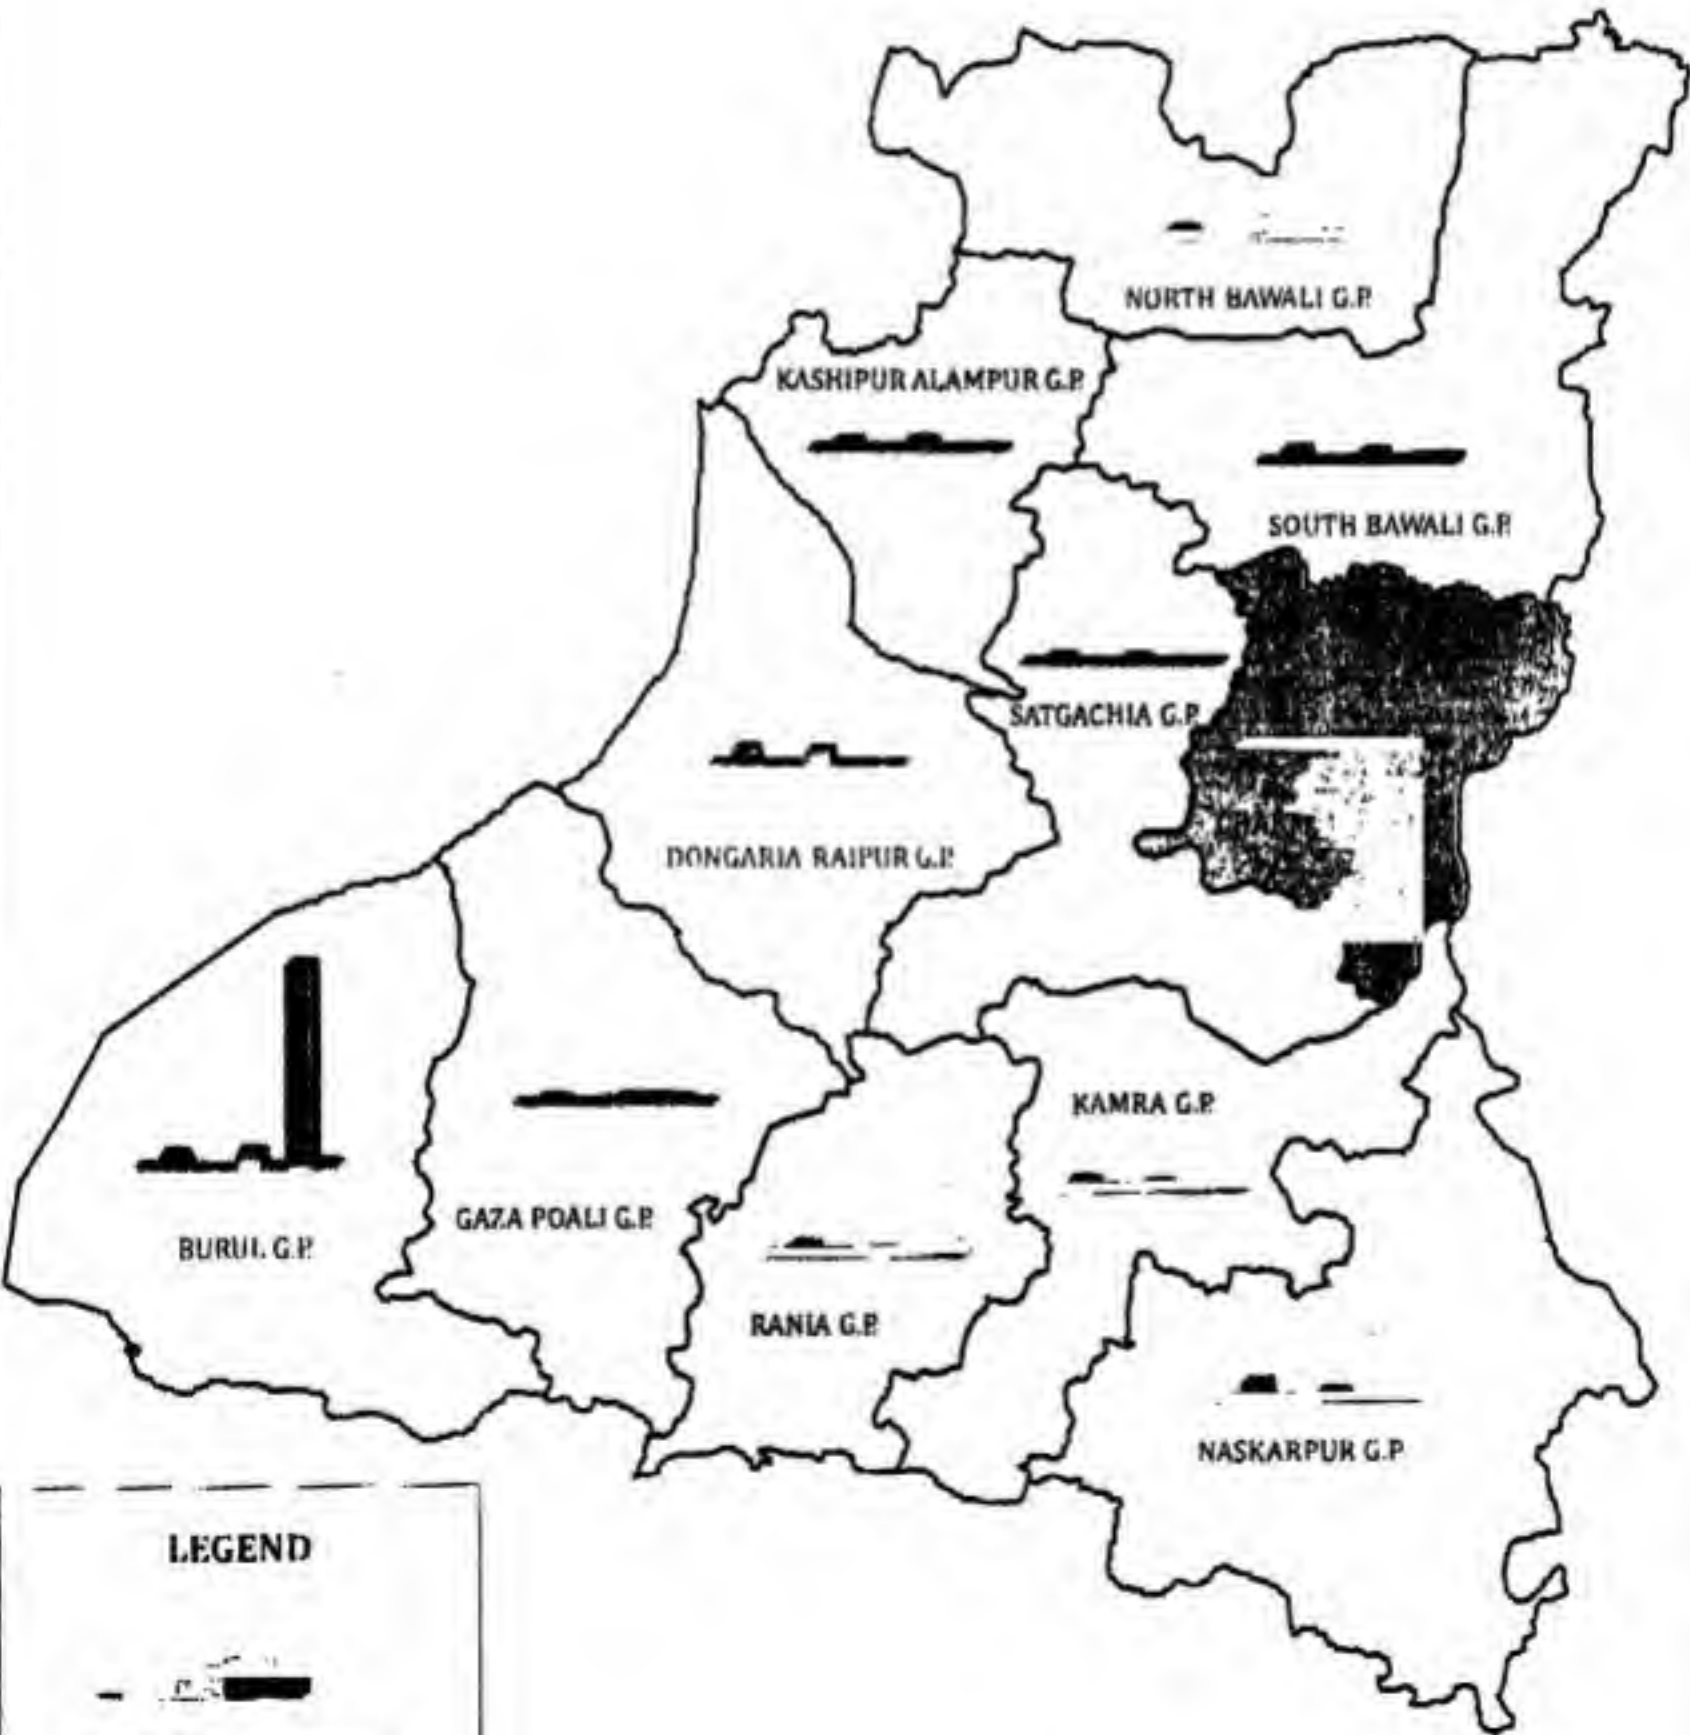 NORTH BAWALI G.P.
KASHIPUR ALAMPUR G.P.
SOUTH BAWALI G.P.
SATGACHIA G.P.
DONGARIA RAIPUR G.P.
KAMRA G.P.
GAZA POALI G.P.
BURUL G.P.
RANIA G.P.
NASKARPUR G.P.
LEGEND